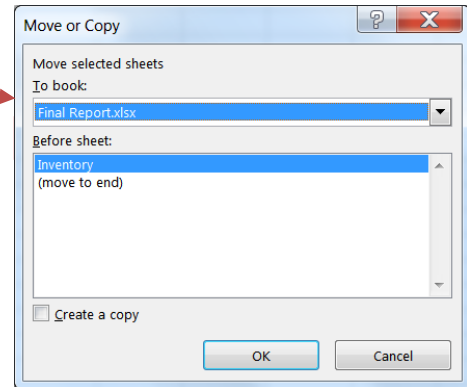 Move or Copy
Move selected sheets
To book:
Final Report.xlsx
Before sheet:
Inventory
(move to end)
Create a copy
OK
Cancel